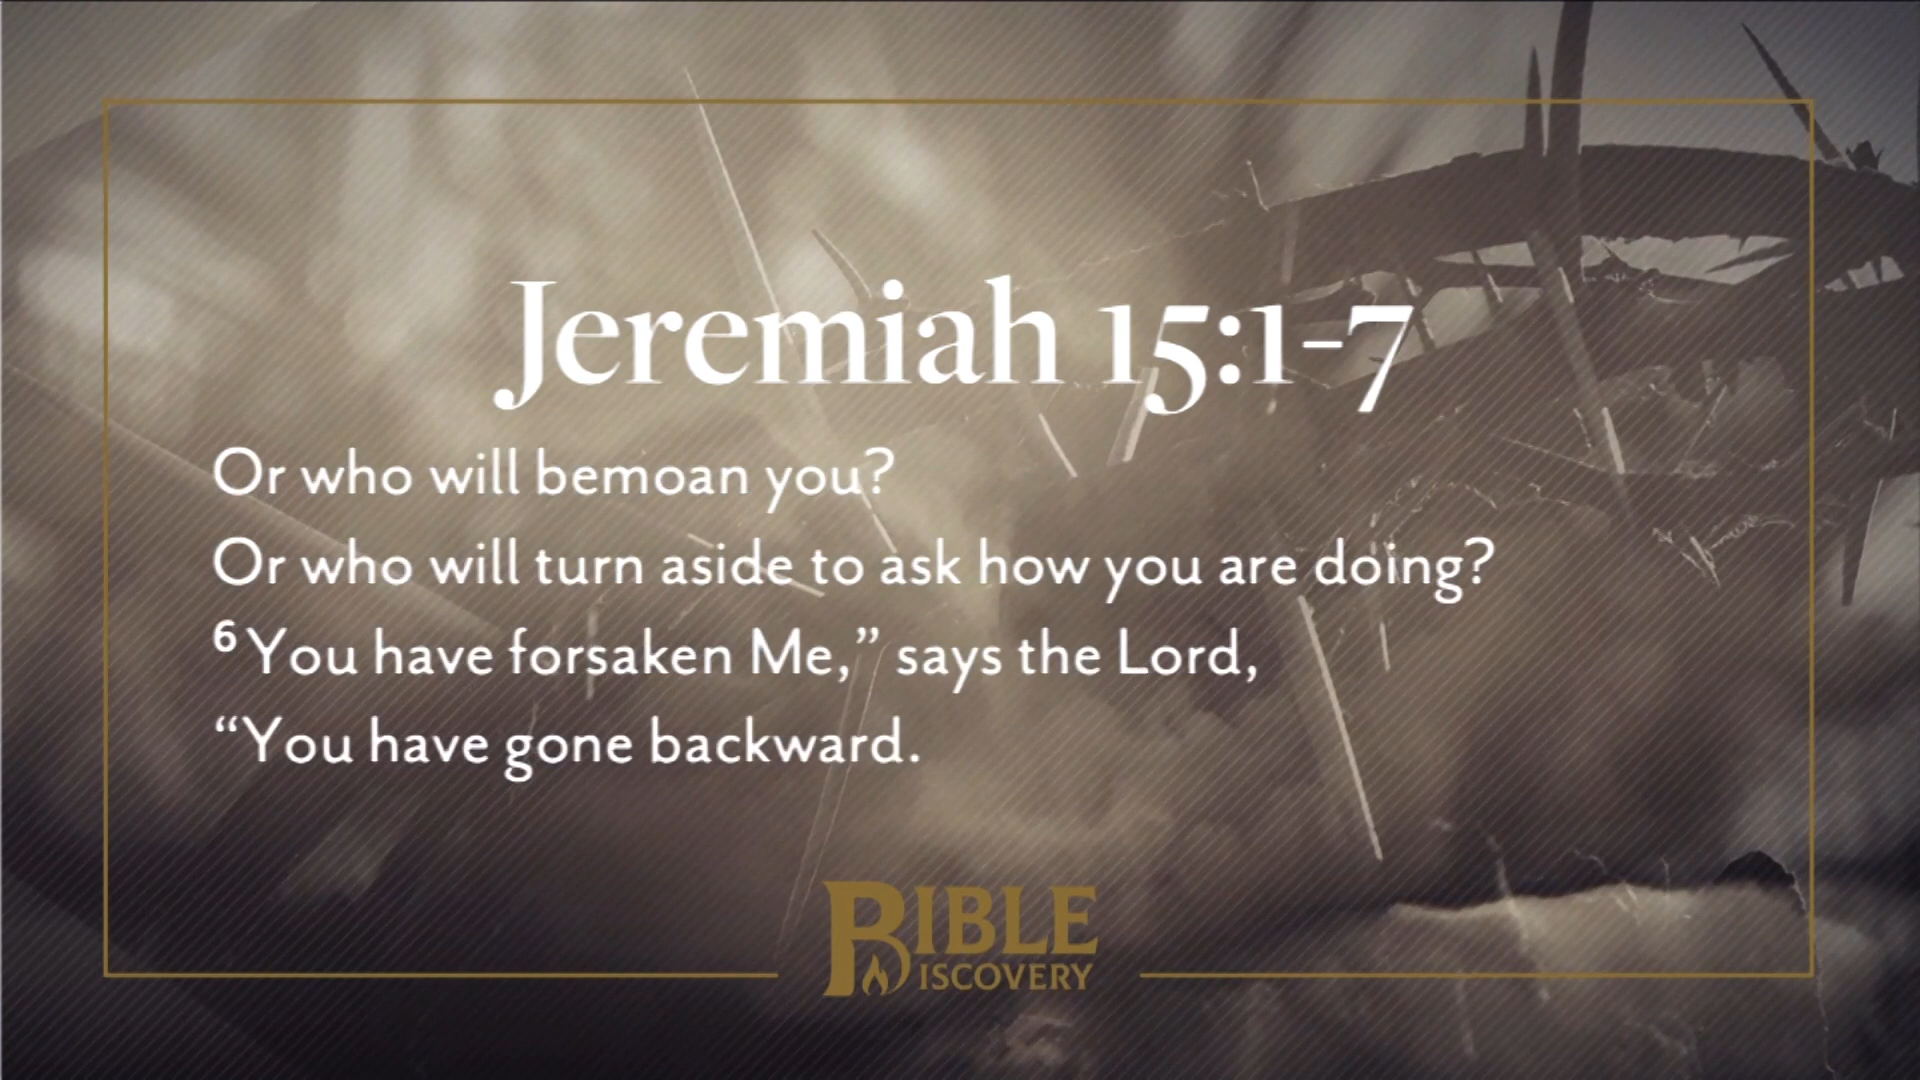 Jeremiah 15:1-7
Or who will bemoan you?
Or who will turn aside to ask how you are doing?
6 You have forsaken Me,” says the Lord,
“You have gone backward.
BIBLE
DISCOVERY